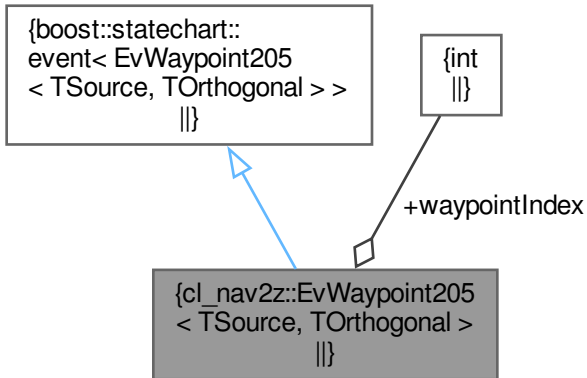 {boost::statechart::
event< EvWaypoint205
< TSource, TOrthogonal > >
||}
{int
||}
+waypointIndex
{cl_nav2z::EvWaypoint205
< TSource, TOrthogonal >
||}